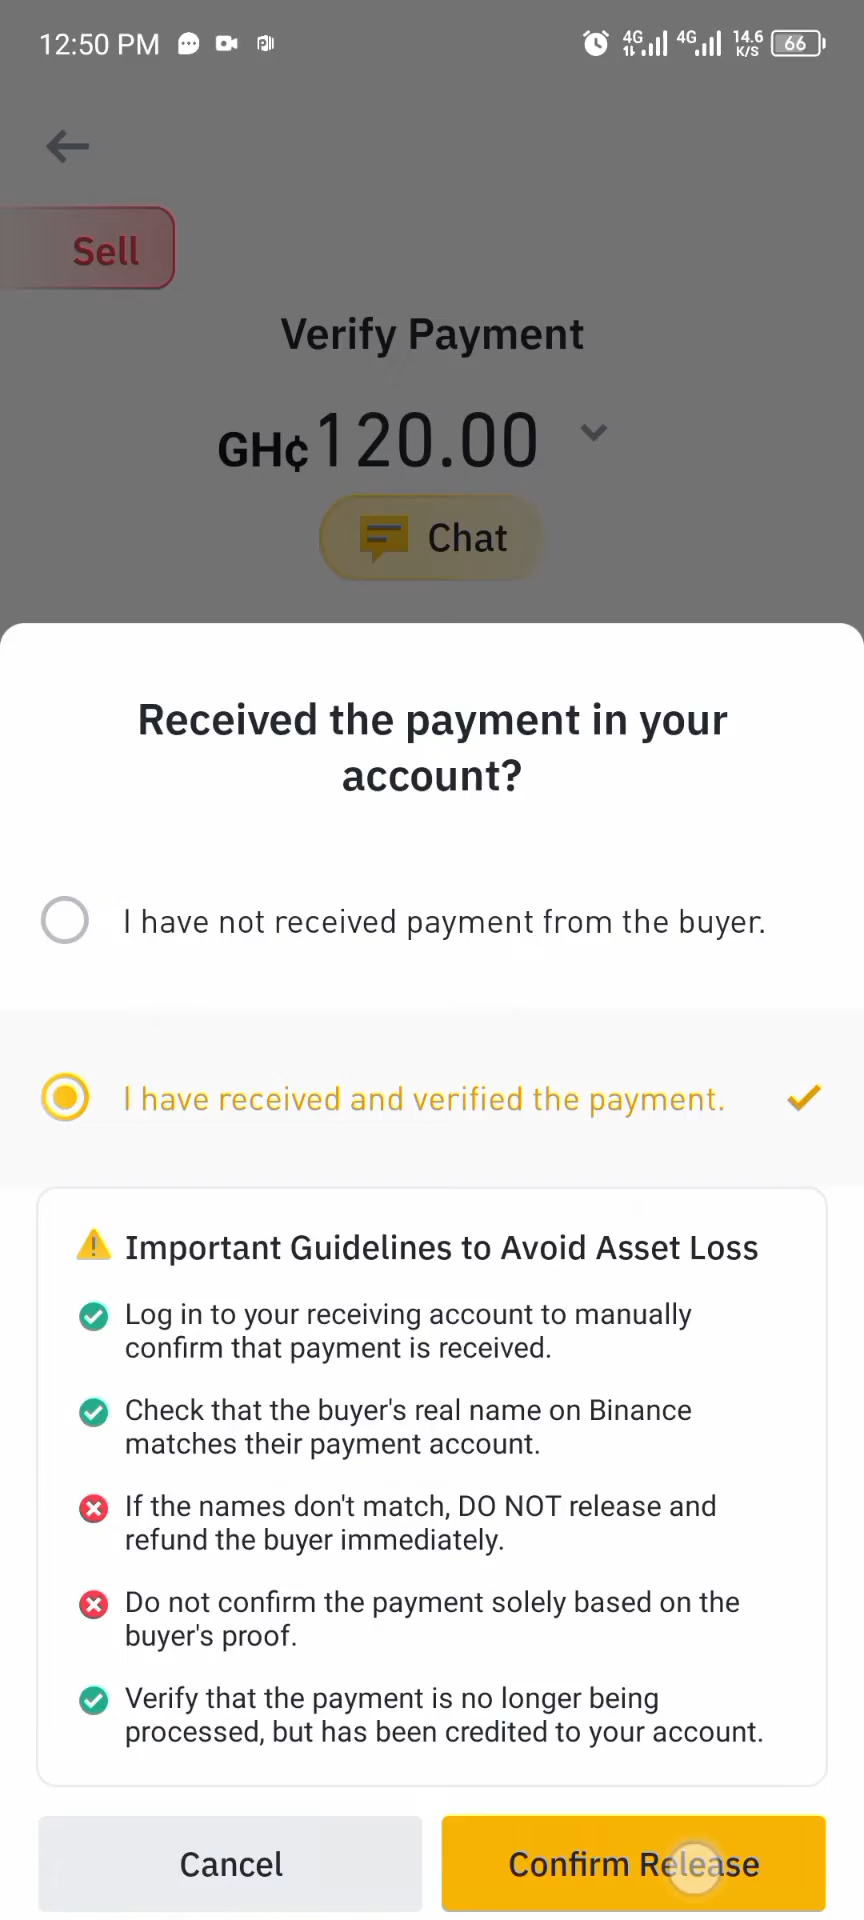 12:50 PM
4G 4G 14.6 K/S 66
Sell
Verify Payment
GH¢120.00
Chat
Received the payment in your
account?
I have not received payment from the buyer.
I have received and verified the payment.
Important Guidelines to Avoid Asset Loss
Log in to your receiving account to manually
confirm that payment is received.
Check that the buyer's real name on Binance
matches their payment account.
If the names don't match, DO NOT release and
refund the buyer immediately.
Do not confirm the payment solely based on the
buyer's proof.
Verify that the payment is no longer being
processed, but has been credited to your account.
Cancel
Confirm Release